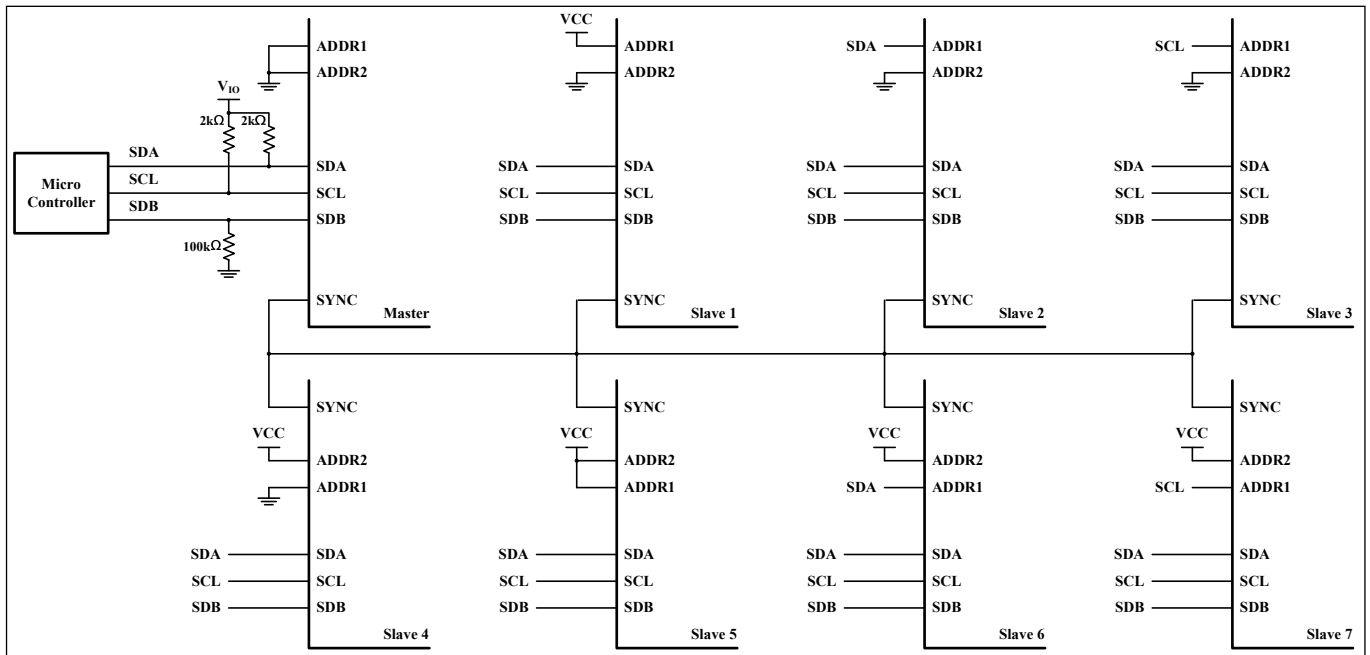 VCC
ADDR1
ADDR1
SDA
ADDR1
SCL
ADDR1
ADDR2
ADDR2
ADDR2
ADDR2
VIO
2kΩ
2kΩ
SDA
SDA
SDA
SDA
SDA
SDA
SDA
SDA
Micro
Controller
SCL
SCL
SCL
SCL
SCL
SCL
SCL
SCL
SDB
SDB
SDB
SDB
SDB
SDB
SDB
SDB
100kΩ
SYNC
SYNC
SYNC
SYNC
Master
Slave 1
Slave 2
Slave 3
SYNC
SYNC
SYNC
SYNC
VCC
VCC
VCC
VCC
ADDR2
ADDR2
ADDR2
ADDR2
ADDR1
ADDR1
SDA
ADDR1
SCL
ADDR1
SDA
SDA
SDA
SDA
SDA
SDA
SDA
SDA
SCL
SCL
SCL
SCL
SCL
SCL
SCL
SCL
SDB
SDB
SDB
SDB
SDB
SDB
SDB
SDB
Slave 4
Slave 5
Slave 6
Slave 7